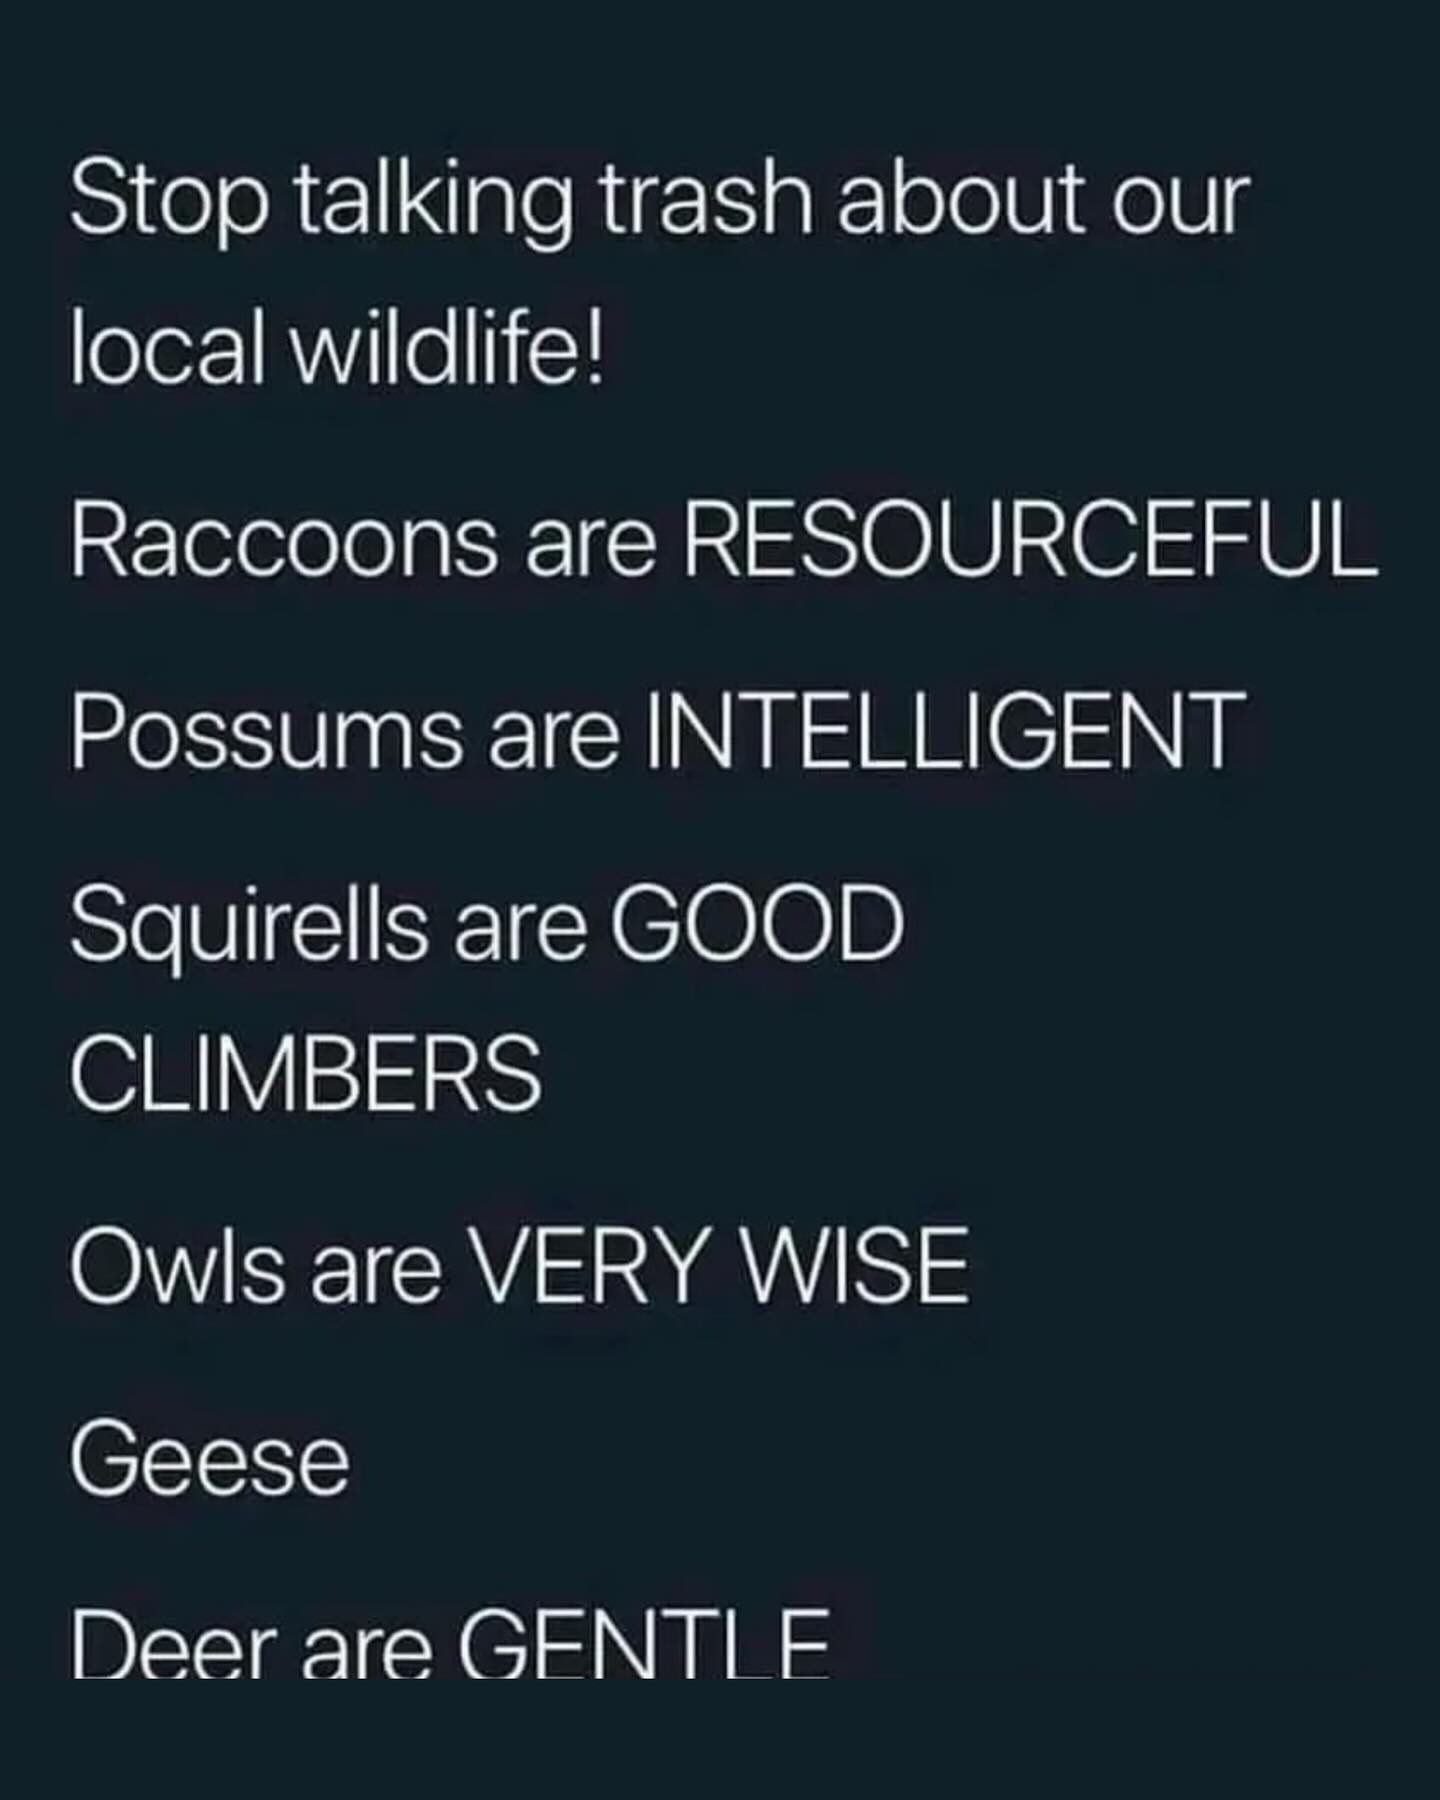 Stop talking trash about our
local wildlife!
Raccoons are RESOURCEFUL
Possums are INTELLIGENT
Squirells are GOOD
CLIMBERS
Owls are VERY WISE
Geese
Deer are GENTLE